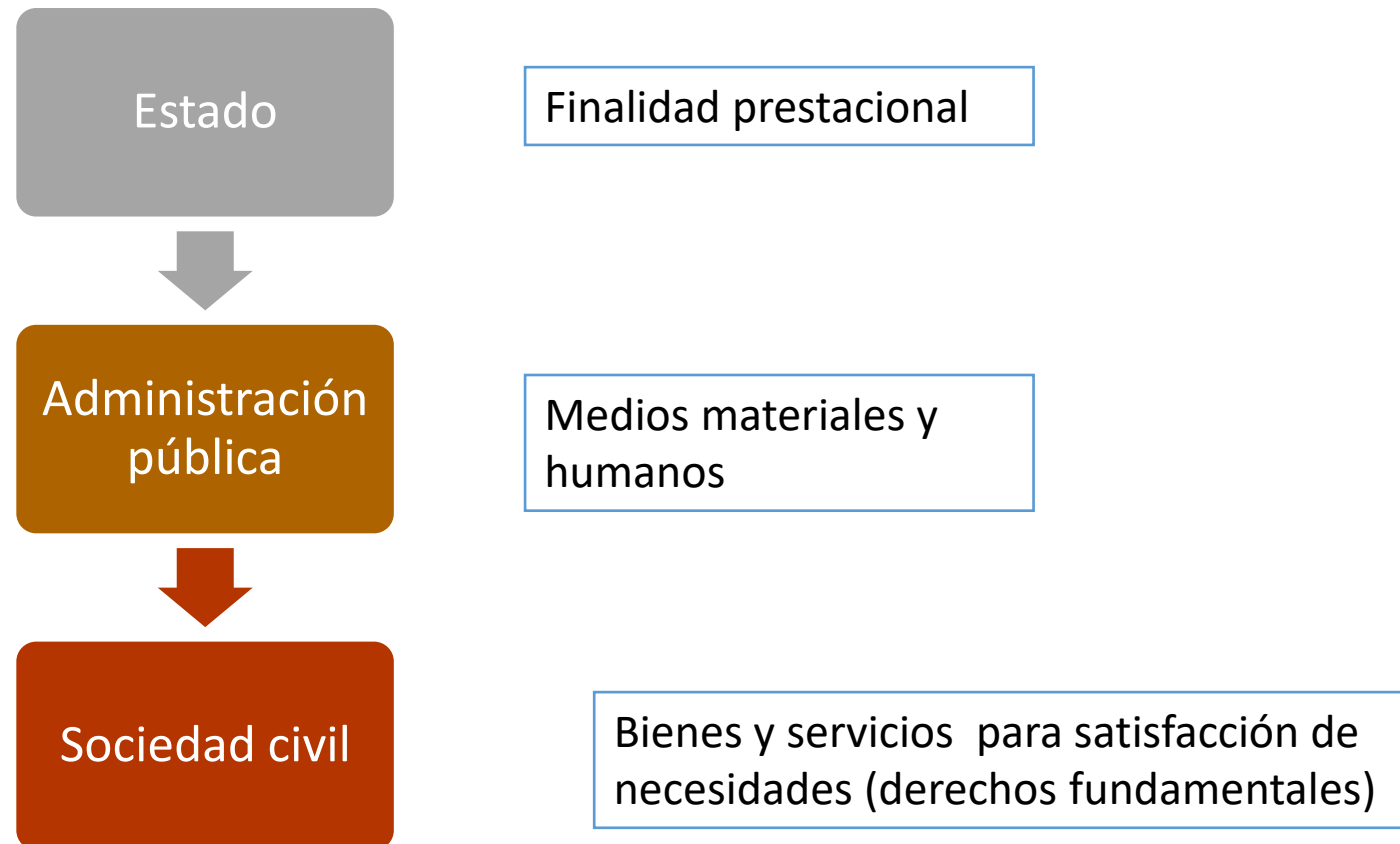 Estado
Finalidad prestacional
Administración
pública
Medios materiales y
humanos
Sociedad civil
Bienes y servicios  para satisfacción de
necesidades (derechos fundamentales)